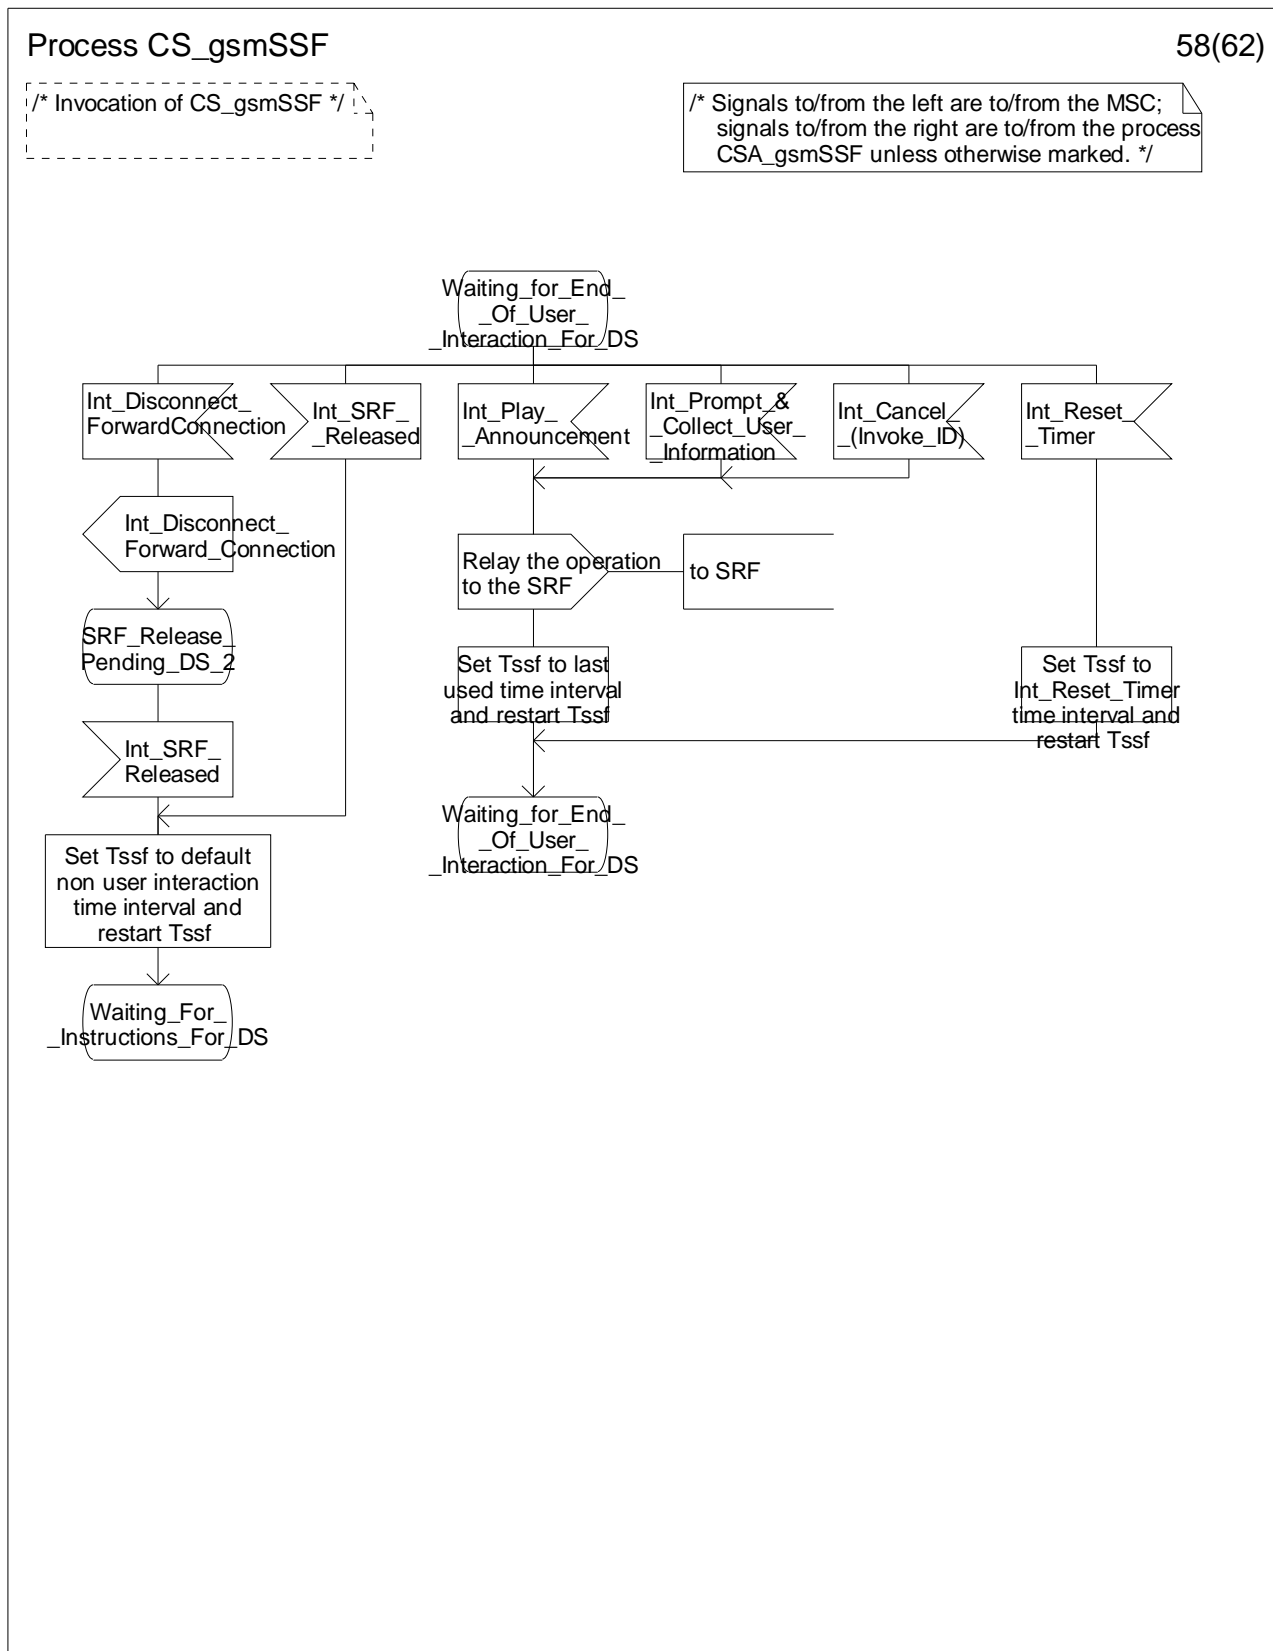 Process CS_gsmSSF
58(62)
/* Invocation of CS_gsmSSF */
/* Signals to/from the left are to/from the MSC;
signals to/from the right are to/from the process
CSA_gsmSSF unless otherwise marked. */
Waiting_for_End_
_Of_User_
_Interaction_For_DS
Int_Disconnect_
ForwardConnection
Int_SRF_
_Released
Int_Play_
_Announcement
Int_Prompt_&
_Collect_User_
_Information
Int_Cancel_
_(Invoke_ID)
Int_Reset_
_Timer
Int_Disconnect_
Forward_Connection
Relay the operation
to the SRF
to SRF
SRF_Release_
Pending_DS_2
Set Tssf to last
used time interval
and restart Tssf
Set Tssf to
Int_Reset_Timer
time interval and
restart Tssf
Int_SRF_
Released
Waiting_for_End_
_Of_User_
_Interaction_For_DS
Set Tssf to default
non user interaction
time interval and
restart Tssf
Waiting_For_
_Instructions_For_DS